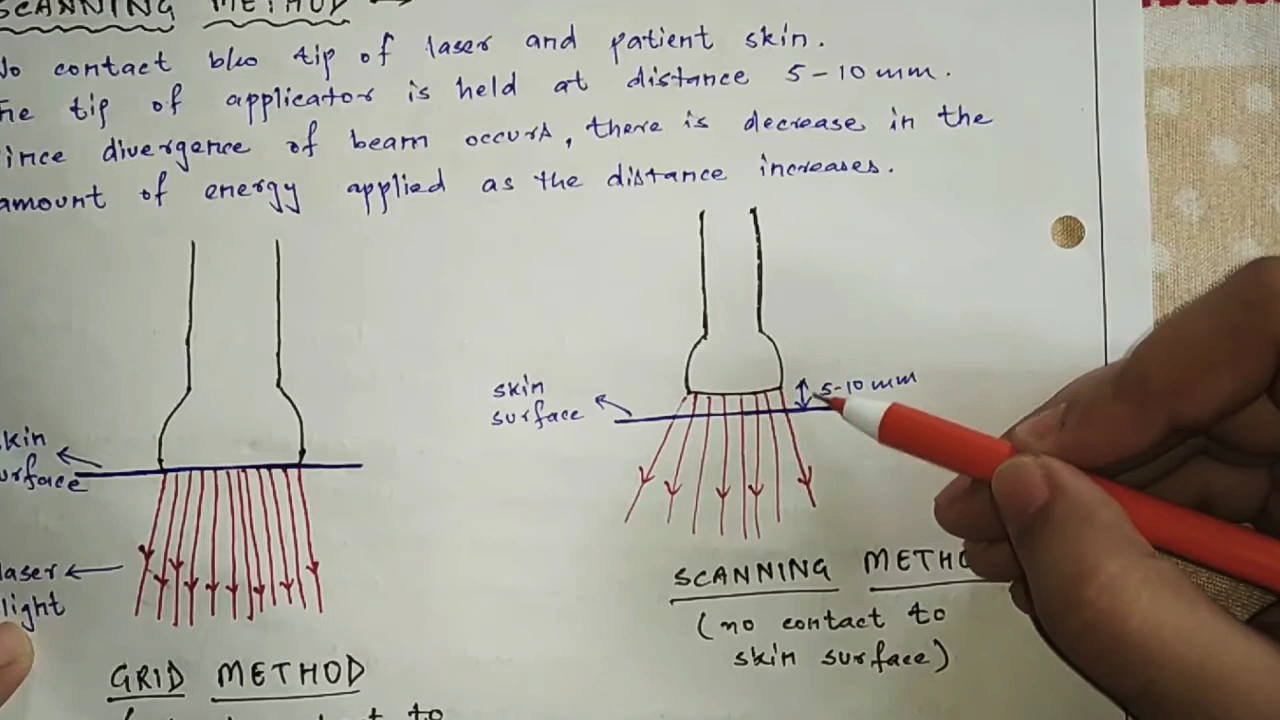 SCANNING METHOD →
No contact b/w tip of laser and patient skin.
The tip of applicator is held at distance 5-10 mm.
since divergence of beam occurs, there is decrease in the
amount of energy applied as the distance increases.
skin
surface
5-10 mm
skin
surface
laser
light
SCANNING METHO
(no contact to
skin surface)
GRID METHOD
to